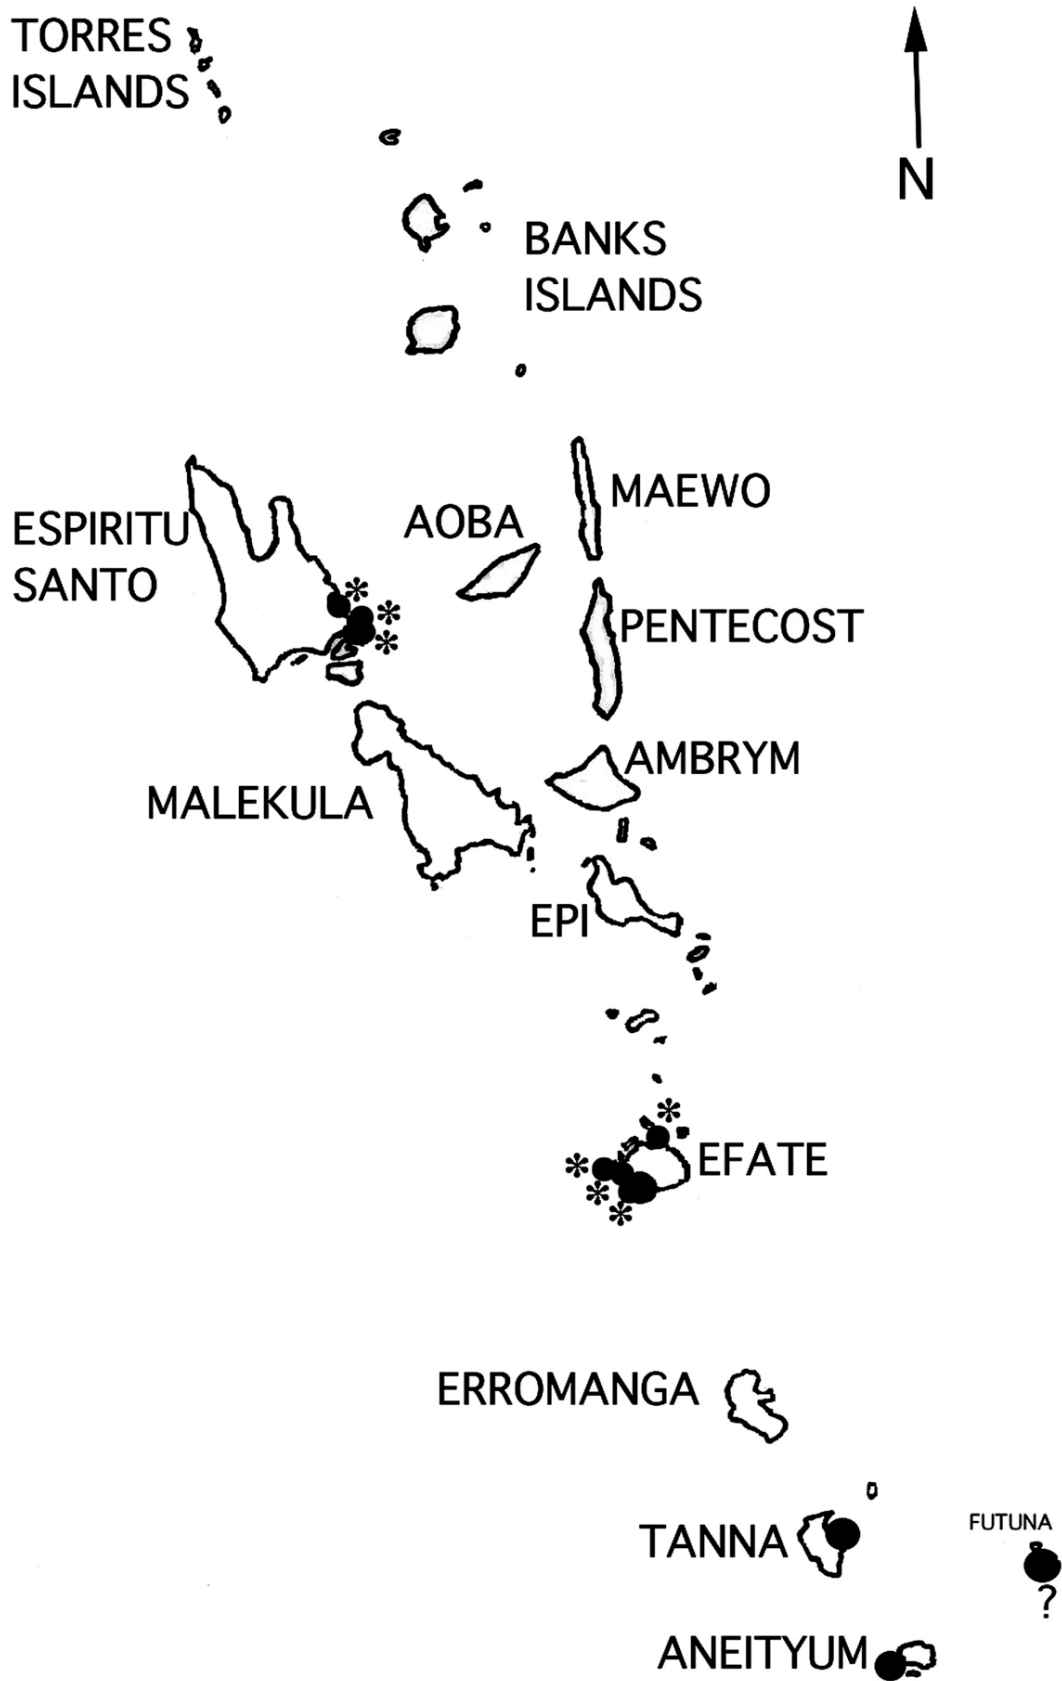 TORRES
ISLANDS
N
BANKS
ISLANDS
MAEWO
AOBA
ESPIRITU
SANTO
PENTECOST
AMBRYM
MALEKULA
EPI
EFATE
ERROMANGA
FUTUNA
TANNA
?
ANEITYUM